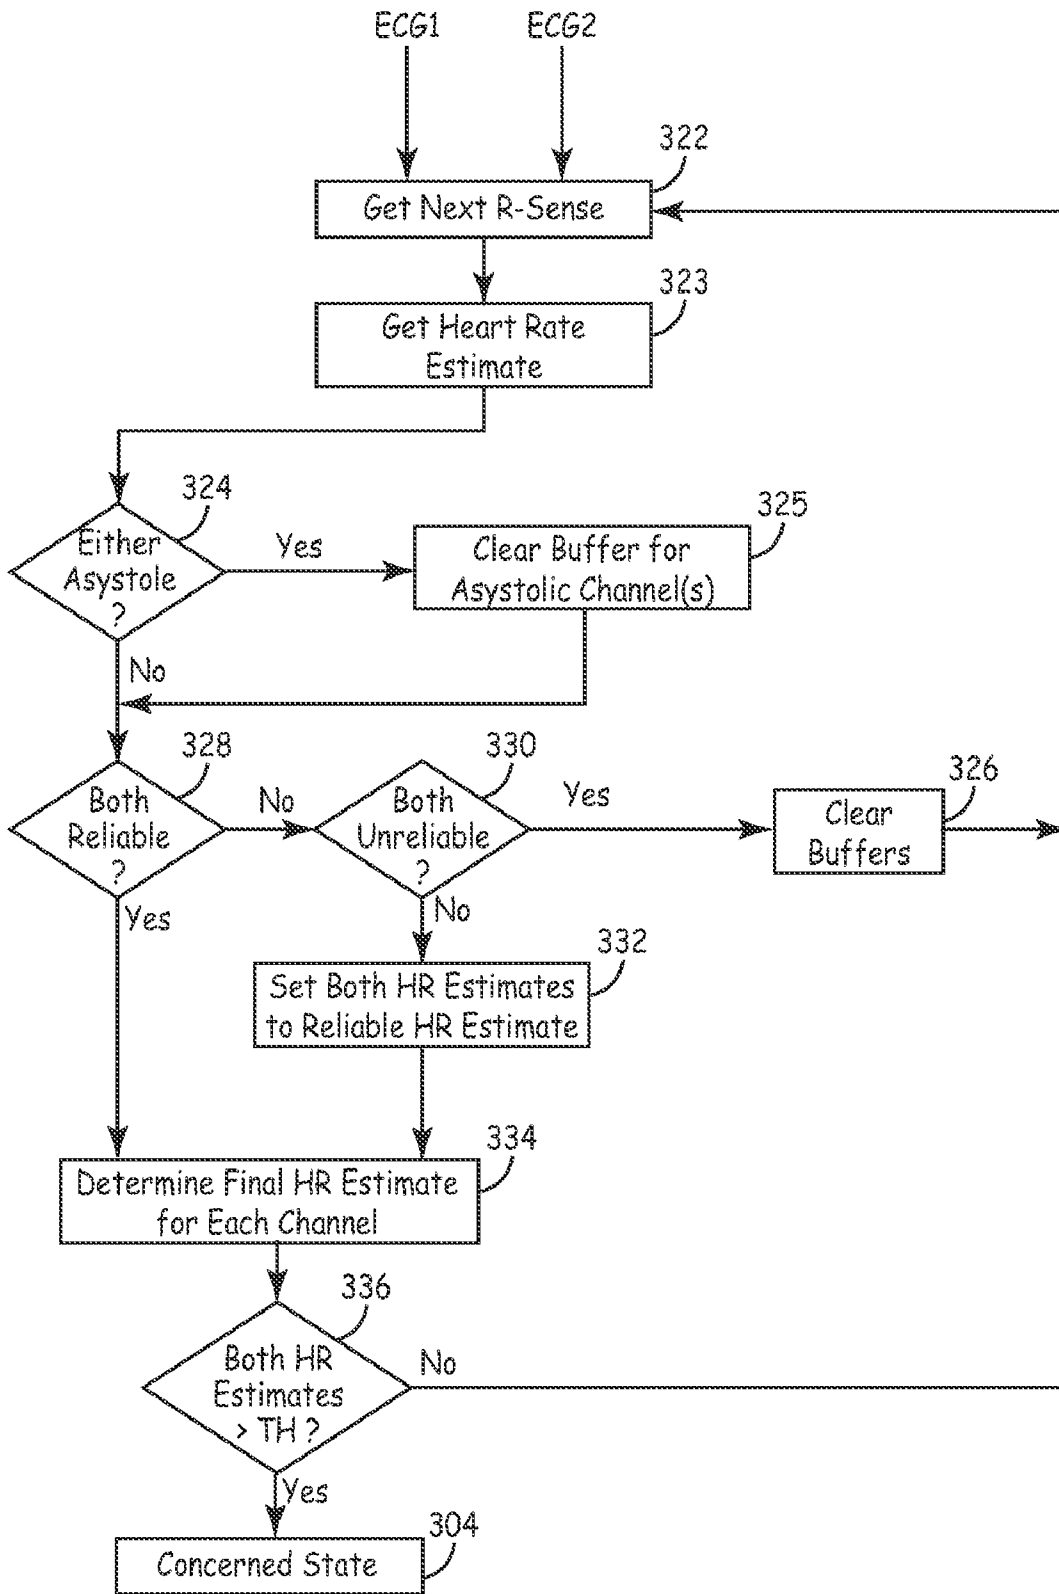 ECG1
ECG2
322
Get Next R-Sense
323
Get Heart Rate
Estimate
324
Either
Asystole
?
Yes
325
Clear Buffer for
Asystolic Channel(s)
No
328
Both
Reliable
?
No
330
Both
Unreliable
?
Yes
326
Clear
Buffers
Yes
No
332
Set Both HR Estimates
to Reliable HR Estimate
334
Determine Final HR Estimate
for Each Channel
336
Both HR
Estimates
> TH ?
No
Yes
304
Concerned State